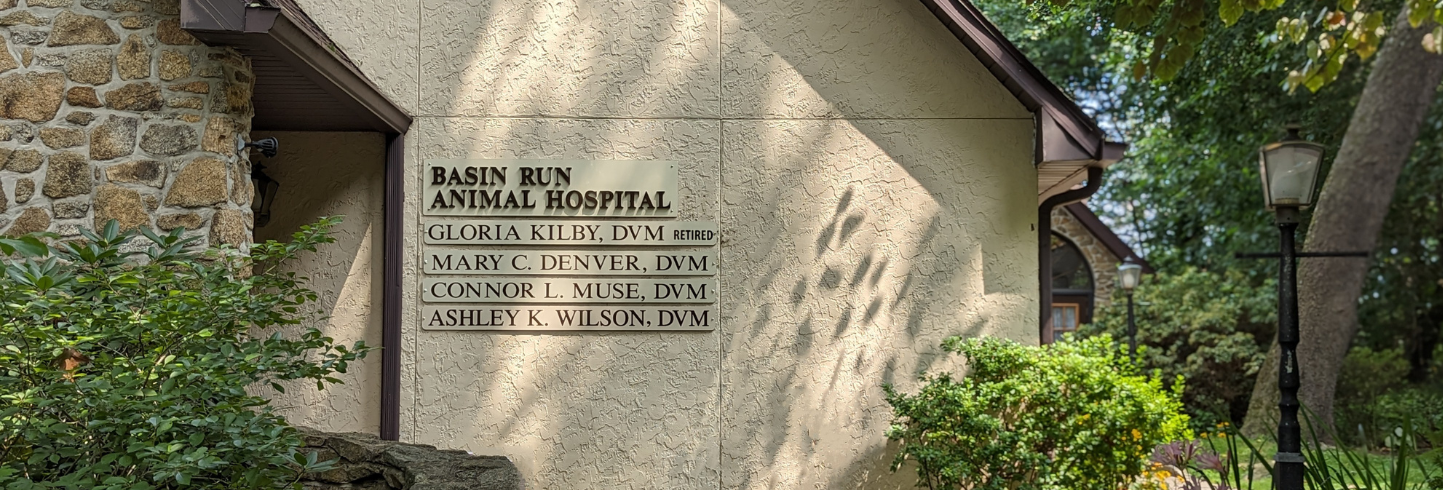 BASIN RUN
ANIMAL HOSPITAL
GLORIA KILBY, DVM RETIRED
MARY C. DENVER, DVM
CONNOR L. MUSE, DVM
ASHLEY K. WILSON, DVM